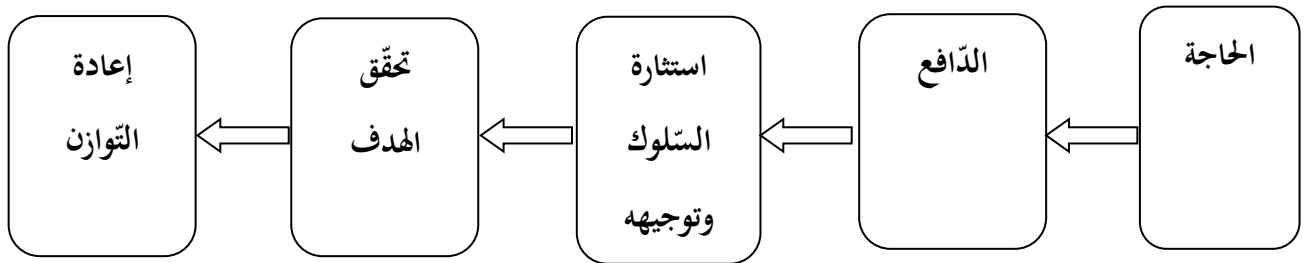 الحاجة
الدّافع
استثارة
السّلوك
وتوجيهه
تحقّق
الهدف
إعادة
التّوازن